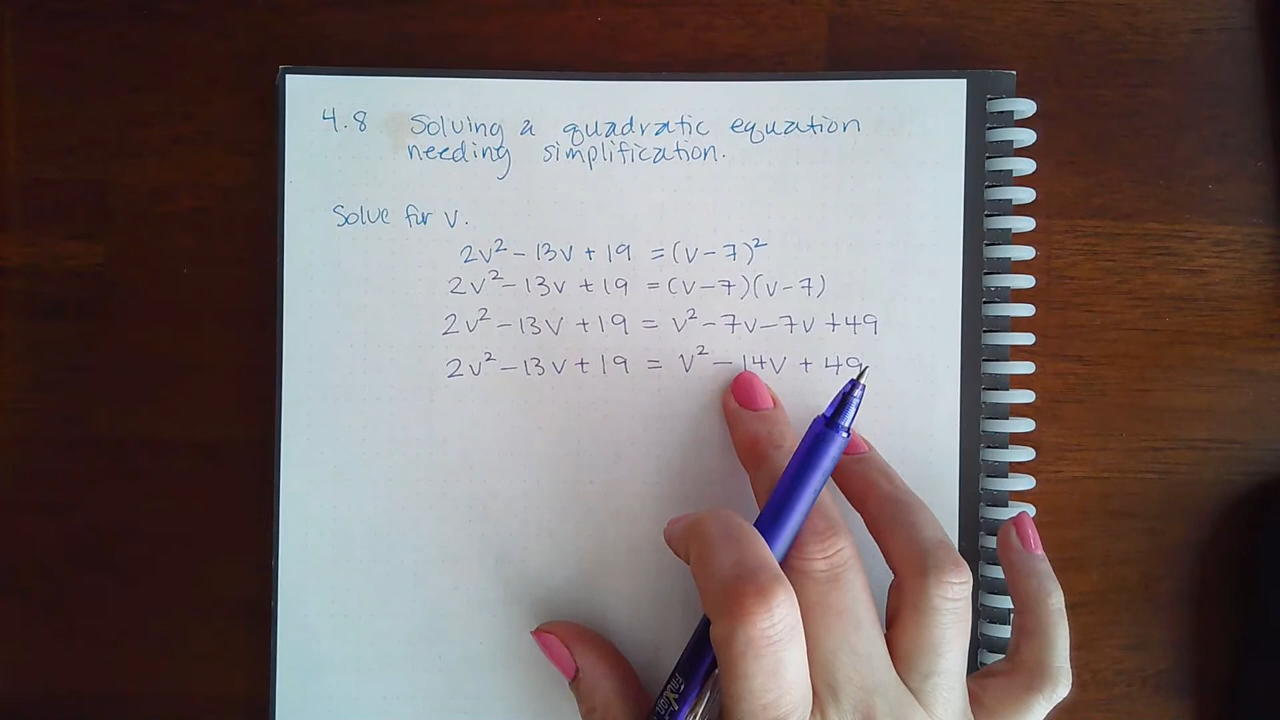 4.8 Solving a quadratic equation
needing simplification.
Solve for v.
2v² - 13v + 19 = (v - 7)²
2v² - 13v + 19 = (v - 7)(v - 7)
2v² - 13v + 19 = v² - 7v - 7v + 49
2v² - 13v + 19 = v² - 14v + 49